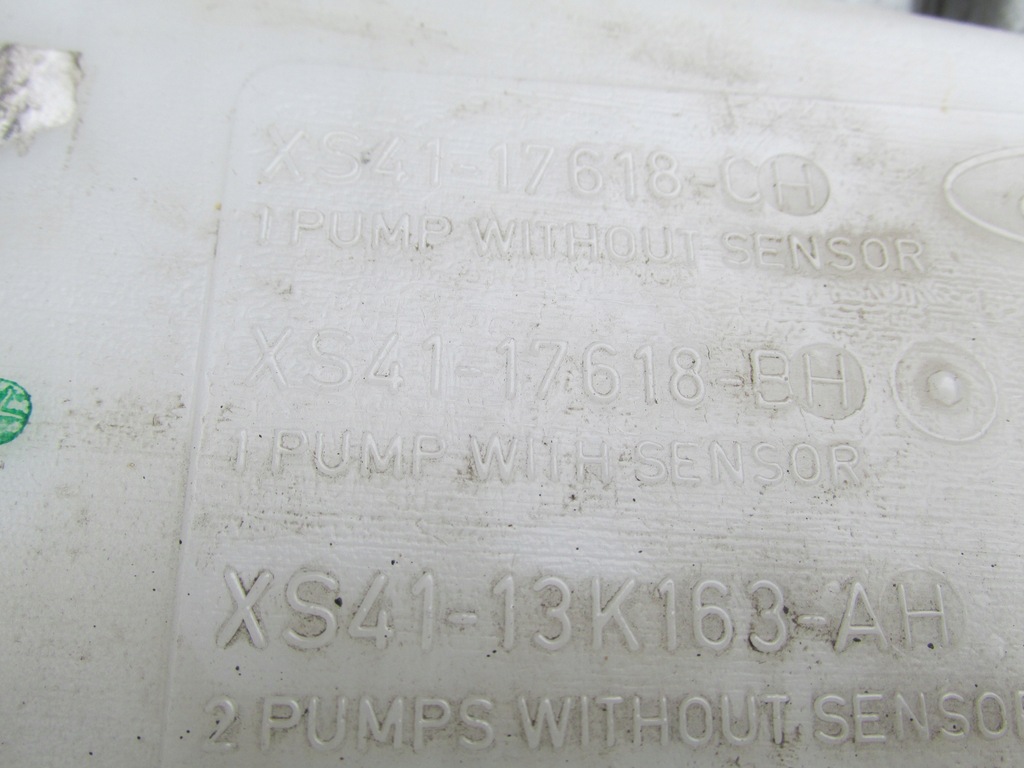 XS41-17618-CH
1 PUMP WITHOUT SENSOR
XS41-17618-BH
1 PUMP WITH SENSOR
XS41-13K163-AH
2 PUMPS WITHOUT SENSOR